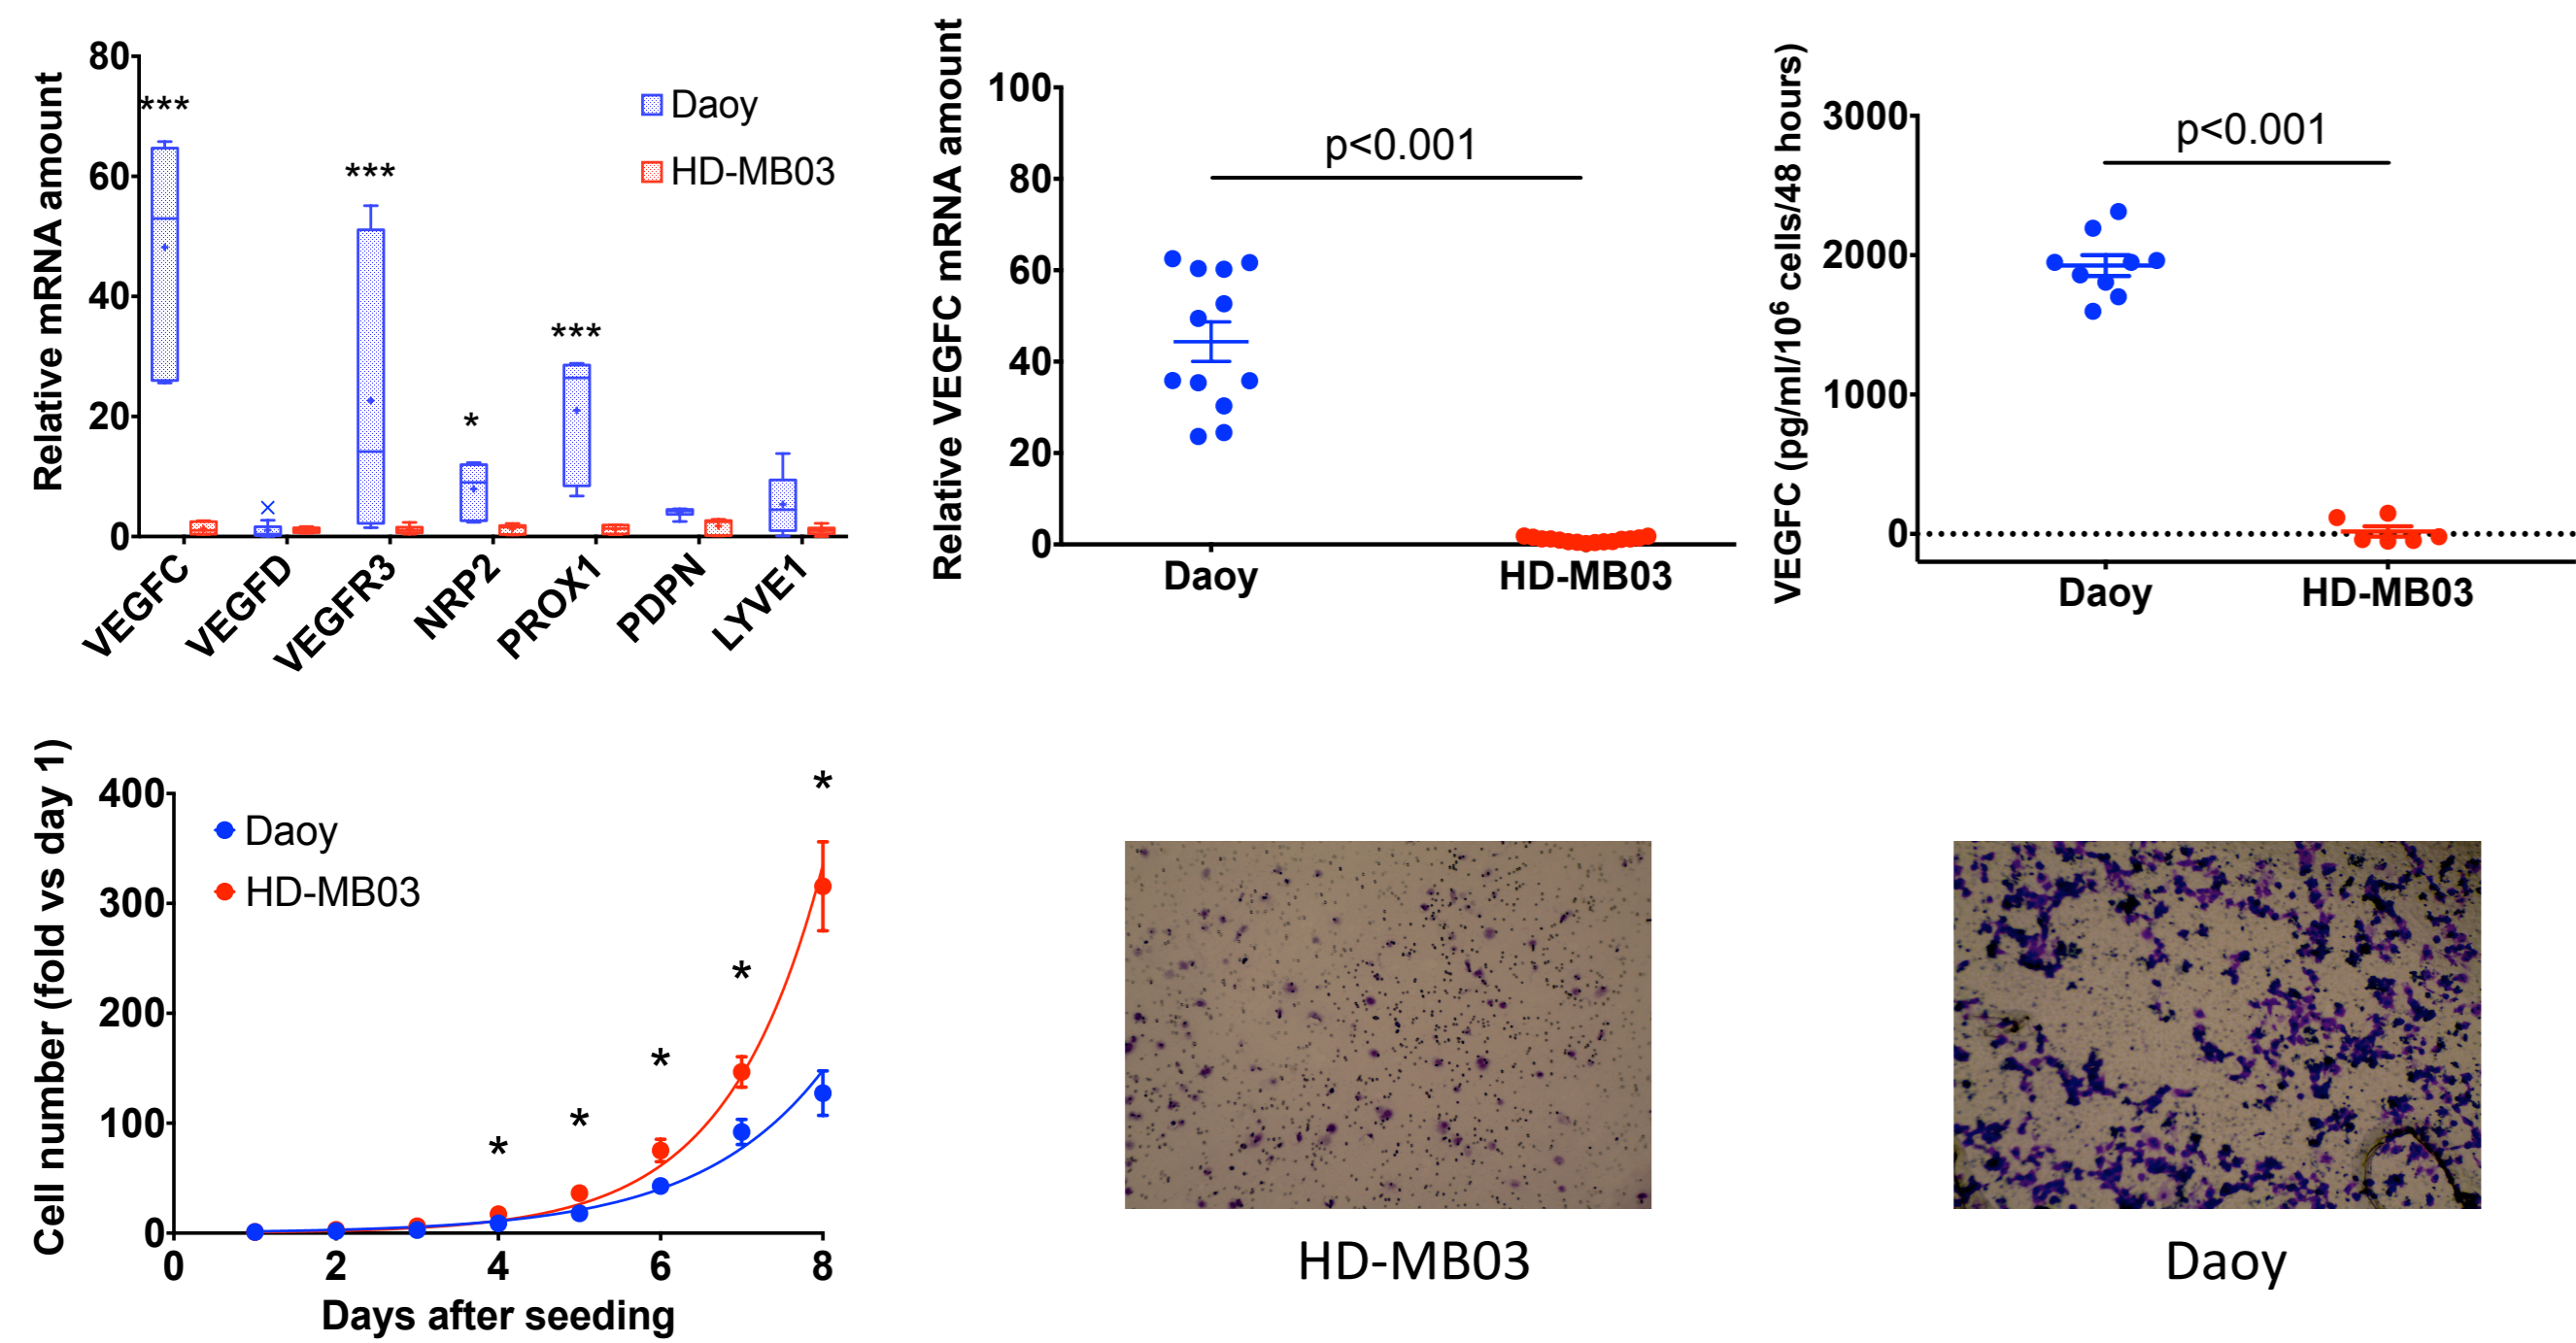 Relative mRNA amount
80
60
40
20
0
***
***
*
***
Daoy
HD-MB03
VEGFC
VEGFD
VEGFR3
NRP2
PROX1
PDPN
LYVE1
Relative VEGFC mRNA amount
100
80
60
40
20
0
p<0.001
Daoy
HD-MB03
VEGFC (pg/ml/10⁶ cells/48 hours)
3000
2000
1000
0
p<0.001
Daoy
HD-MB03
Cell number (fold vs day 1)
400
300
200
100
0
Daoy
HD-MB03
*
*
*
*
*
0 2 4 6 8
Days after seeding
HD-MB03
Daoy